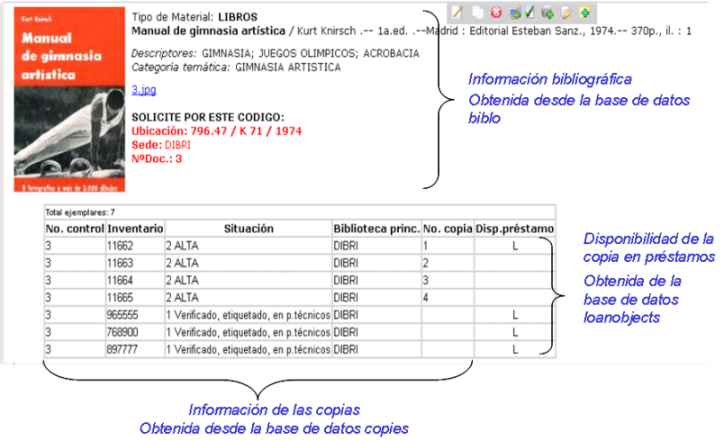 Kurt Knirsch
Manual
de gimnasia
artística
Tipo de Material: LIBROS
Manual de gimnasia artística / Kurt Knirsch .-- 1a.ed. .--Madrid : Editorial Esteban Sanz., 1974.-- 370p., il. : 1
Descriptores: GIMNASIA; JUEGOS OLIMPICOS; ACROBACIA
Categoría temática: GIMNASIA ARTISTICA
3.jpg
SOLICITE POR ESTE CODIGO:
Ubicación: 796.47 / K 71 / 1974
Sede: DIBRI
NºDoc.: 3
Información bibliográfica
Obtenida desde la base de datos
biblo
Total ejemplares: 7
No. control Inventario Situación Biblioteca princ. No. copia Disp.préstamo
3 11662 2 ALTA DIBRI 1 L
3 11663 2 ALTA DIBRI 2
3 11664 2 ALTA DIBRI 3
3 11665 2 ALTA DIBRI 4
3 965555 1 Verificado, etiquetado, en p.técnicos DIBRI L
3 768900 1 Verificado, etiquetado, en p.técnicos DIBRI L
3 897777 1 Verificado, etiquetado, en p.técnicos DIBRI L
Disponibilidad de la
copia en préstamos
Obtenida de la
base de datos
loanobjects
Información de las copias
Obtenida desde la base de datos copies